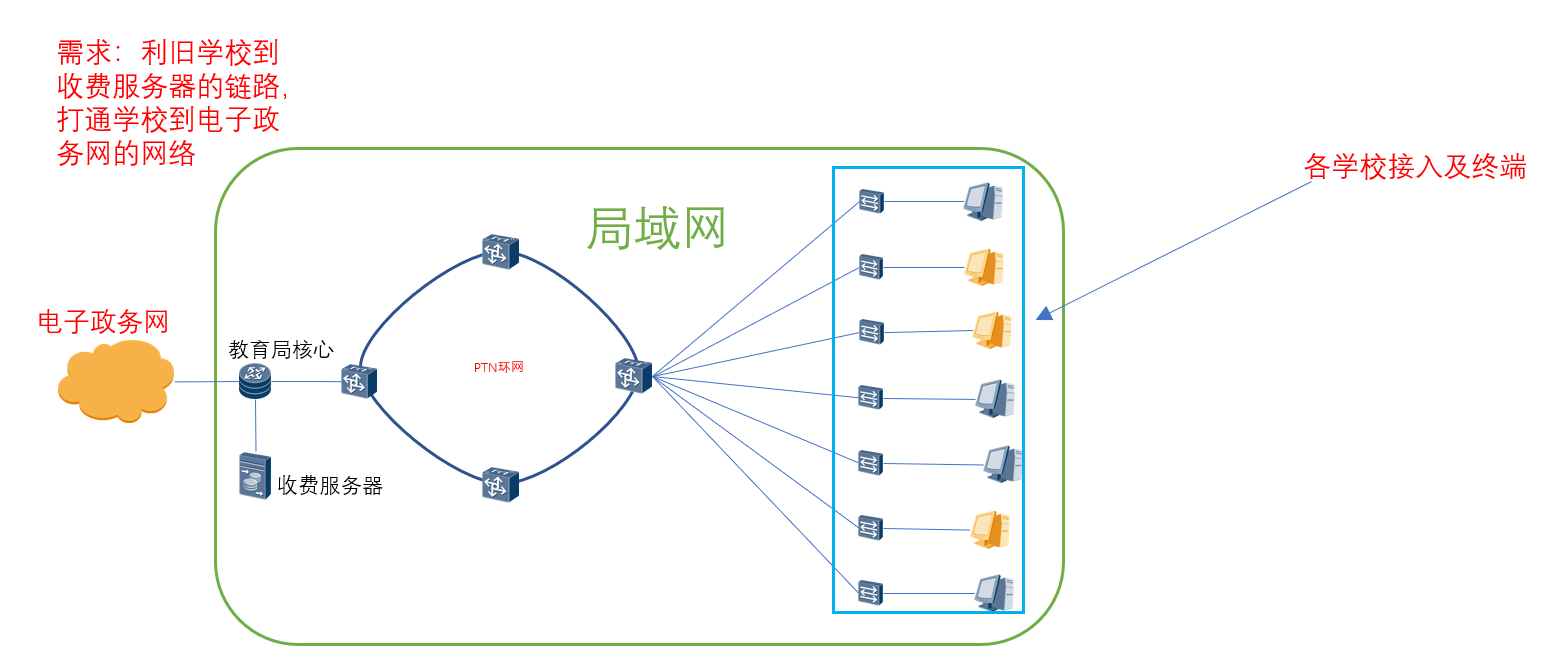 需求：利旧学校到
收费服务器的链路，
打通学校到电子政
务网的网络
各学校接入及终端
局域网
电子政务网
教育局核心
PTN环网
收费服务器